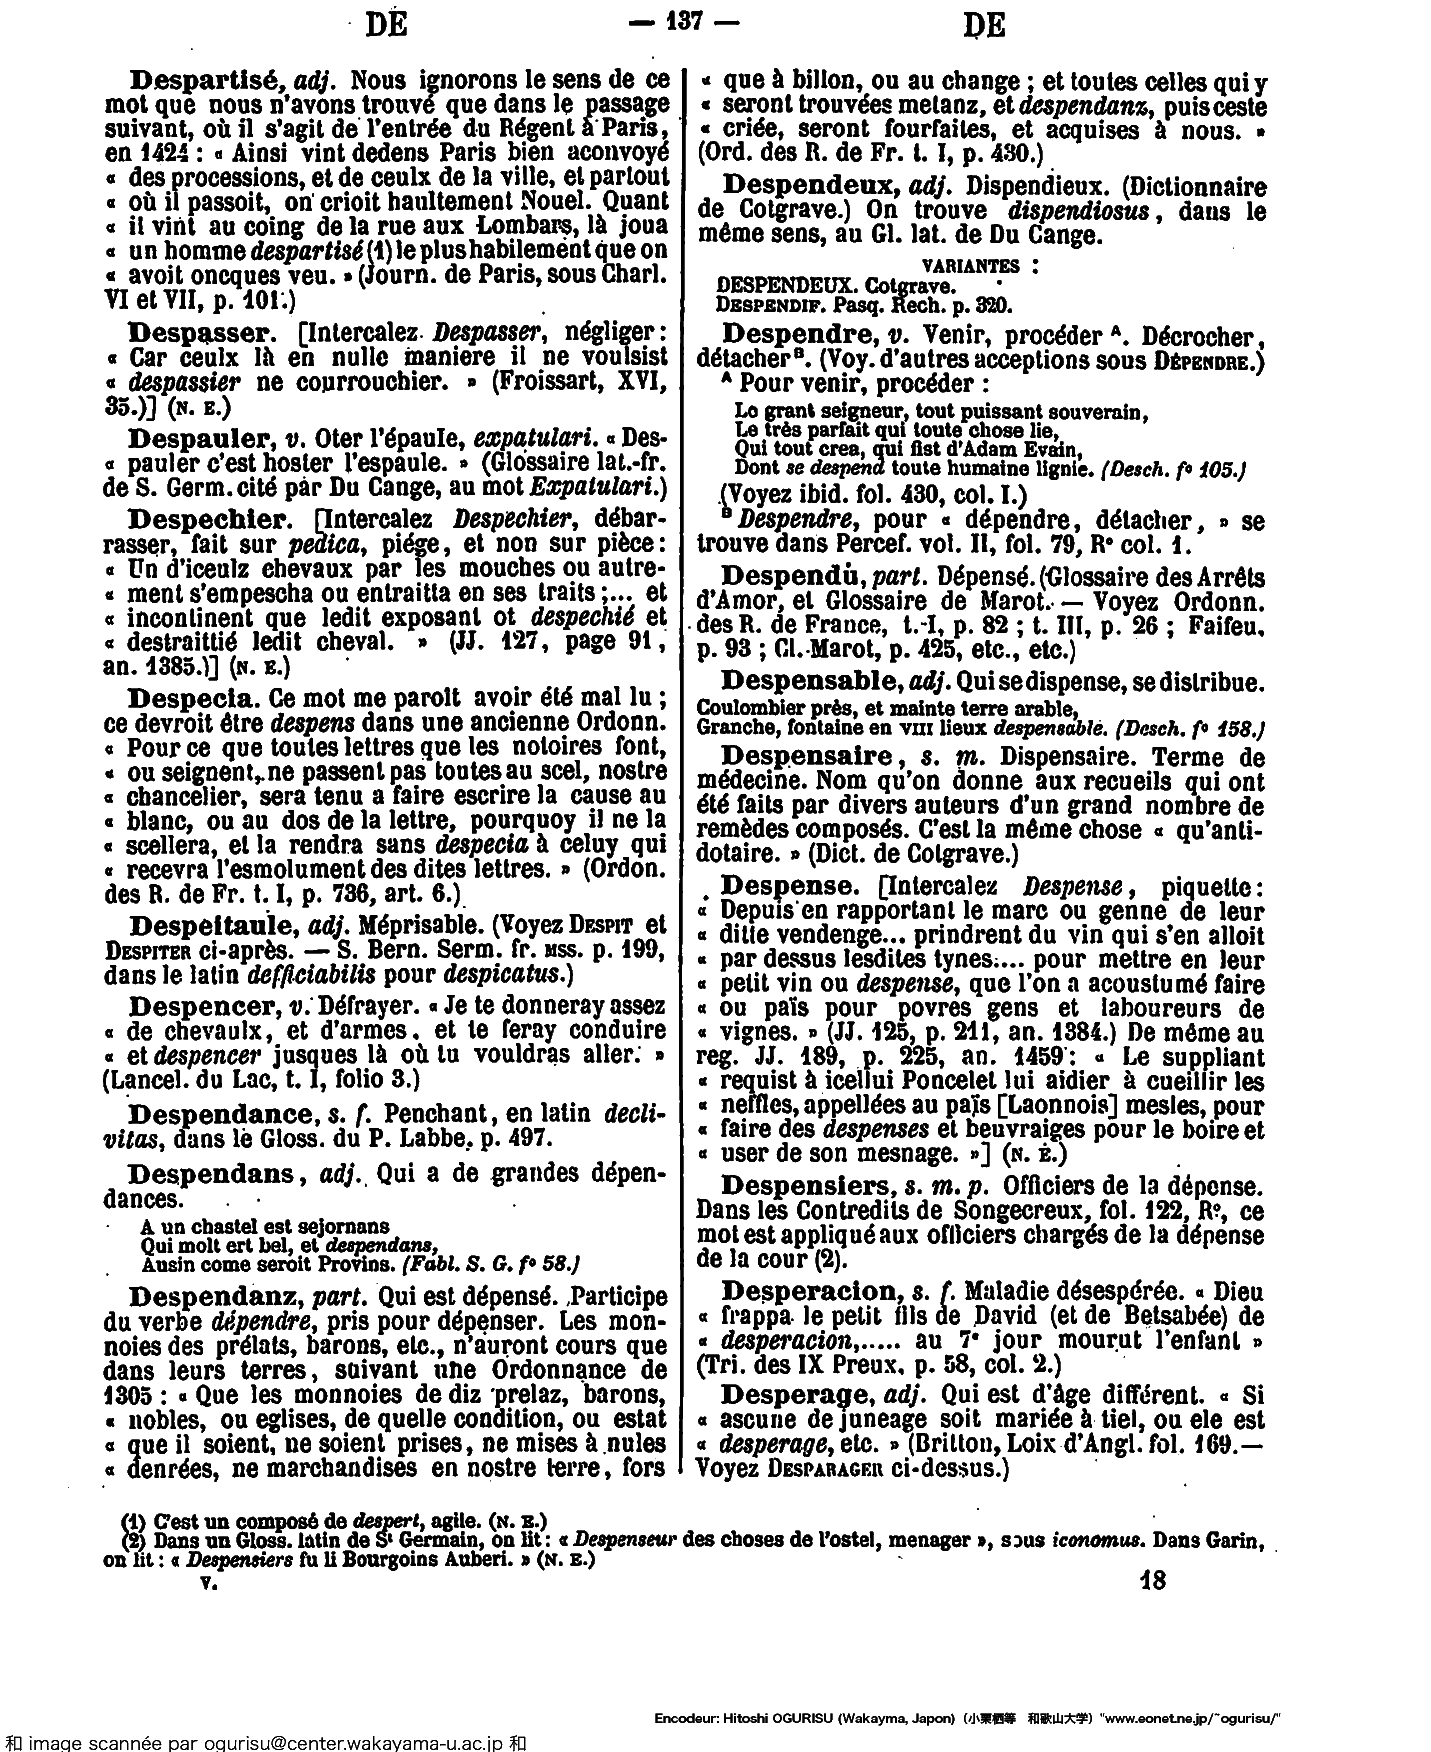 DE — 137 — DE
Despartisé, adj. Nous ignorons le sens de ce
mot que nous n'avons trouvé que dans le passage
suivant, où il s'agit de l'entrée du Régent à Paris,
en 1424 : « Ainsi vint dedens Paris bien aconvoyé
« des processions, et de ceulx de la ville, et partout
« où il passoit, on crioit haultement Nouel. Quant
« il vint au coing de la rue aux Lombars, là joua
« un homme despartisé (1) le plus habilement que on
« avoit oncques veu. » (Journ. de Paris, sous Charl.
VI et VII, p. 101.)
Despasser. [Intercalez Despasser, négliger :
« Car ceulx là en nulle maniere il ne voulsist
« despassier ne courrouchier. » (Froissart, XVI,
35.)] (N. E.)
Despauler, v. Oter l'épaule, expatulari. « Des-
« pauler c'est hoster l'espaule. » (Glossaire lat.-fr.
de S. Germ. cité par Du Cange, au mot Expatulari.)
Despechier. [Intercalez Despechier, débar-
rasser, fait sur pedica, piége, et non sur pièce :
« Un d'iceulz chevaux par les mouches ou autre-
« ment s'empescha ou entraitta en ses traits ;... et
« incontinent que ledit exposant ot despechié et
« destraittié ledit cheval. » (JJ. 127, page 91,
an. 1385.)] (N. E.)
Despecia. Ce mot me paroît avoir été mal lu ;
ce devroit être despens dans une ancienne Ordonn.
« Pour ce que toutes lettres que les notoires font,
« ou seignent, ne passent pas toutes au scel, nostre
« chancelier, sera tenu a faire escrire la cause au
« blanc, ou au dos de la lettre, pourquoy il ne la
« scellera, et la rendra sans despecia à celuy qui
« recevra l'esmolument des dites lettres. » (Ordon.
des R. de Fr. t. I, p. 736, art. 6.)
Despeitaule, adj. Méprisable. (Voyez DESPIT et
DESPITER ci-après. — S. Bern. Serm. fr. MSS. p. 199,
dans le latin defficiabilis pour despicatus.)
Despencer, v. Défrayer. « Je te donneray assez
« de chevaulx, et d'armes, et te feray conduire
« et despencer jusques là où tu vouldras aller. »
(Lancel. du Lac, t. I, folio 3.)
Despendance, s. f. Penchant, en latin decli-
vitas, dans le Gloss. du P. Labbe, p. 497.
Despendans, adj. Qui a de grandes dépen-
dances.
A un chastel est sejornans
Qui molt ert bel, et despendans,
Ausin come seroit Provins. (Fabl. S. G. fº 58.)
Despendanz, part. Qui est dépensé. Participe
du verbe dépendre, pris pour dépenser. Les mon-
noies des prélats, barons, etc., n'auront cours que
dans leurs terres, suivant une Ordonnance de
1305 : « Que les monnoies de diz prelaz, barons,
« nobles, ou eglises, de quelle condition, ou estat
« que il soient, ne soient prises, ne mises à nules
« denrées, ne marchandises en nostre terre, fors
« que à billon, ou au change ; et toutes celles qui y
« seront trouvées metanz, et despendanz, puis ceste
« criée, seront fourfaites, et acquises à nous. »
(Ord. des R. de Fr. t. I, p. 430.)
Despendeux, adj. Dispendieux. (Dictionnaire
de Cotgrave.) On trouve dispendiosus, dans le
même sens, au Gl. lat. de Du Cange.
VARIANTES :
DESPENDEUX. Cotgrave.
DESPENDIF. Pasq. Rech. p. 320.
Despendre, v. Venir, procéder A. Décrocher,
détacher B. (Voy. d'autres acceptions sous DÉPENDRE.)
A Pour venir, procéder :
Le grant seigneur, tout puissant souverain,
Le très parfait qui toute chose lie,
Qui tout crea, qui fist d'Adam Evain,
Dont se despend toute humaine lignie. (Desch. fº 105.)
(Voyez ibid. fol. 430, col. I.)
B Despendre, pour « dépendre, détacher, » se
trouve dans Percef. vol. II, fol. 79, Rº col. 1.
Despendù, part. Dépensé. (Glossaire des Arrêts
d'Amor, et Glossaire de Marot. — Voyez Ordonn.
des R. de France, t. I, p. 82 ; t. III, p. 26 ; Faifeu,
p. 93 ; Cl. Marot, p. 425, etc., etc.)
Despensable, adj. Qui se dispense, se distribue.
Coulombier près, et mainte terre arable,
Granche, fontaine en VIII lieux despensable. (Desch. fº 158.)
Despensaire, s. m. Dispensaire. Terme de
médecine. Nom qu'on donne aux recueils qui ont
été faits par divers auteurs d'un grand nombre de
remèdes composés. C'est la même chose « qu'anti-
dotaire. » (Dict. de Cotgrave.)
Despense. [Intercalez Despense, piquette :
« Depuis en rapportant le marc ou genne de leur
« ditte vendenge... prindrent du vin qui s'en alloit
« par dessus lesdites tynes.... pour mettre en leur
« petit vin ou despense, que l'on a acoustumé faire
« ou païs pour povres gens et laboureurs de
« vignes. » (JJ. 125, p. 211, an. 1384.) De même au
reg. JJ. 189, p. 225, an. 1459 : « Le suppliant
« requist à icellui Poncelet lui aidier à cueillir les
« neffles, appellées au païs [Laonnois] mesles, pour
« faire des despenses et beuvraiges pour le boire et
« user de son mesnage. »] (N. E.)
Despensiers, s. m. p. Officiers de la dépense.
Dans les Contredits de Songecreux, fol. 122, Rº, ce
mot est appliqué aux officiers chargés de la dépense
de la cour (2).
Desperacion, s. f. Maladie désespérée. « Dieu
« frappa le petit fils de David (et de Betsabée) de
« desperacion,..... au 7e jour mourut l'enfant »
(Tri. des IX Preux, p. 58, col. 2.)
Desperage, adj. Qui est d'âge différent. « Si
« ascune de juneage soit mariée à tiel, ou ele est
« desperage, etc. » (Britton, Loix d'Angl. fol. 169.—
Voyez DESPARAGER ci-dessus.)
(1) C'est un composé de despert, agile. (N. E.)
(2) Dans un Gloss. latin de St Germain, on lit : « Despenseur des choses de l'ostel, menager », sous iconomus. Dans Garin,
on lit : « Despensiers fu li Bourgoins Auberi. » (N. E.)
V. 18
Encodeur: Hitoshi OGURISU (Wakayma, Japon) (小栗栖等 和歌山大学) "www.eonet.ne.jp/~ogurisu/"
和 image scannée par ogurisu@center.wakayama-u.ac.jp 和